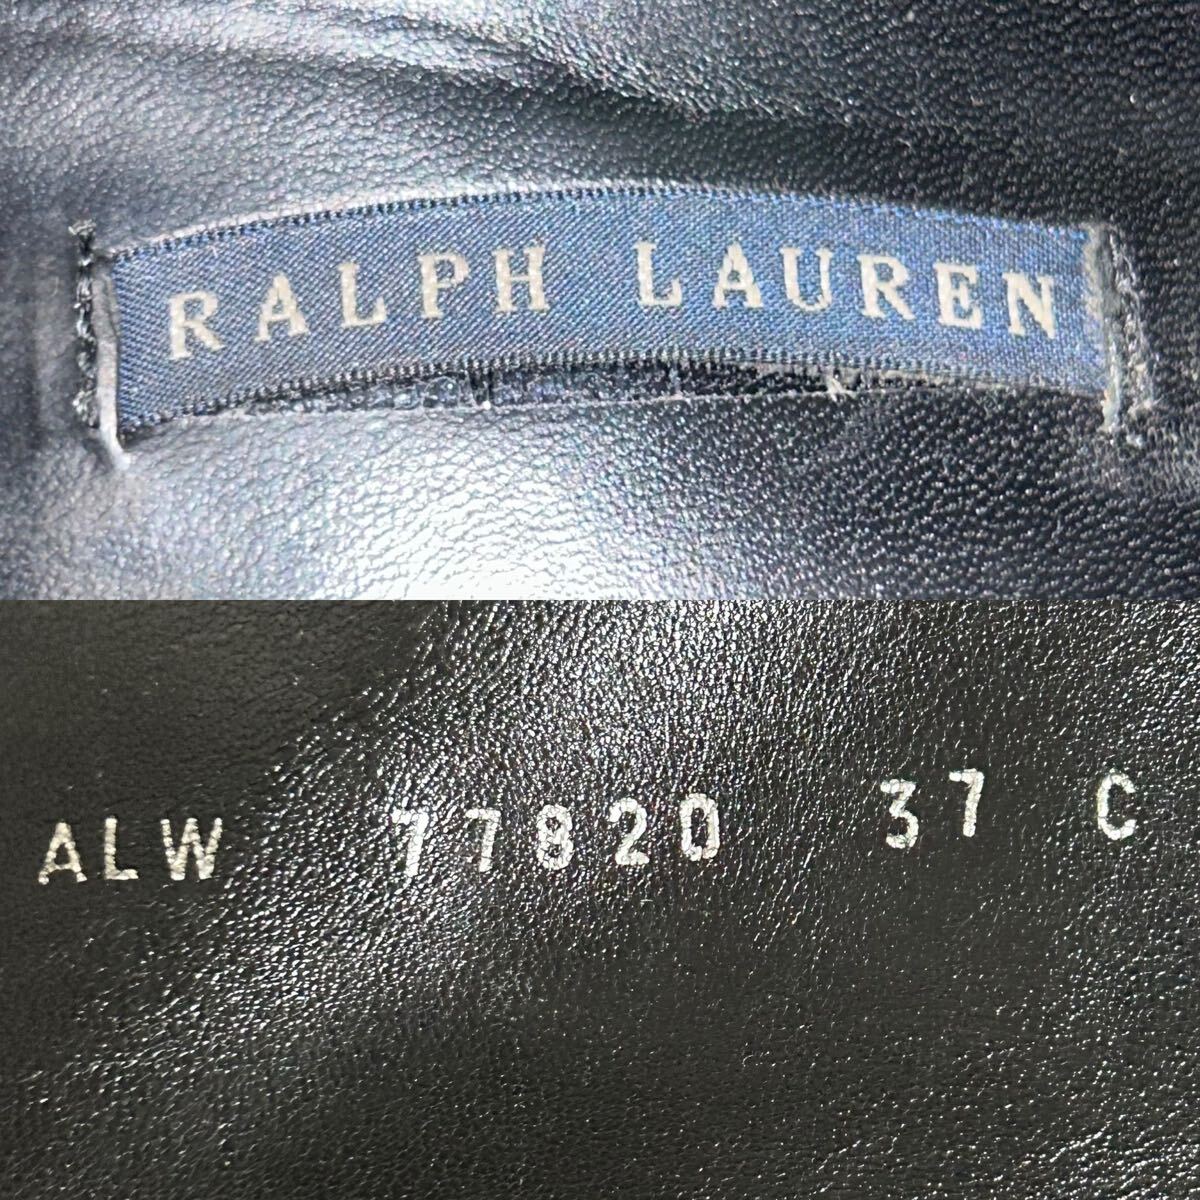 RALPH LAUREN
ALW 77820 37 C